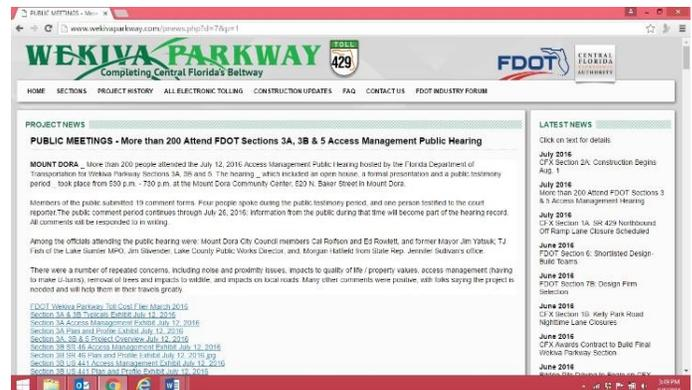 PUBLIC MEETINGS - More
www.wekivaparkway.com/pnews.php?id=7&p=1
WEKIVA PARKWAY
Completing Central Florida's Beltway
TOLL
429
FDOT
CENTRAL
FLORIDA
AUTHORITY
HOME SECTIONS PROJECT HISTORY ALL ELECTRONIC TOLLING CONSTRUCTION UPDATES FAQ CONTACT US FDOT INDUSTRY FORUM
PROJECT NEWS
PUBLIC MEETINGS - More than 200 Attend FDOT Sections 3A, 3B & 5 Access Management Public Hearing
MOUNT DORA _ More than 200 people attended the July 12, 2016 Access Management Public Hearing hosted by the Florida Department of
Transportation for Wekiva Parkway Sections 3A, 3B and 5. The hearing _ which included an open house, a formal presentation and a public testimony
period _ took place from 530 p.m. - 730 p.m. at the Mount Dora Community Center, 520 N. Baker Street in Mount Dora.
Members of the public submitted 19 comment forms. Four people spoke during the public testimony period, and one person testified to the court
reporter.The public comment period continues through July 26, 2016; information from the public during that time will become part of the hearing record.
All comments will be responded to in writing.
Among the officials attending the public hearing were: Mount Dora City Council members Cal Rolfson and Ed Rowlett, and former Mayor Jim Yatsuk; TJ
Fish of the Lake Sumter MPO; Jim Stivender, Lake County Public Works Director; and, Morgan Hatfield from State Rep. Jennifer Sullivan's office.
There were a number of repeated concerns, including noise and proximity issues, impacts to quality of life / property values, access management (having
to make U-turns), removal of trees and impacts to wildlife, and impacts on local roads. Many other comments were positive, with folks saying the project is
needed and will help them in their travels greatly.
FDOT Wekiva Parkway Toll Cost Flier March 2015
Section 3A & 3B Typicals Exhibit July 12, 2016
Section 3A Access Management Exhibit July 12, 2016
Section 3A Plan and Profile Exhibit July 12, 2016
Section 3A, 3B & 5 Project Overview July 12, 2016
Section 3B SR 46 Access Management Exhibit July 12, 2016
Section 3B SR 46 Plan and Profile Exhibit July 12, 2016.jpg
Section 3B US 441 Access Management Exhibit July 12, 2016
Section 3B US 441 Plan and Profile Exhibit July 12, 2016
LATEST NEWS
Click on text for details.
July 2016
CFX Section 2A: Construction Begins
Aug. 1
July 2016
More than 200 Attend FDOT Sections 3
& 5 Access Management Hearing
July 2016
CFX Section 1A: SR 429 Northbound
Off Ramp Lane Closure Scheduled
June 2016
FDOT Section 6: Shortlisted Design-
Build Teams
June 2016
FDOT Section 7B: Design Firm
Selection
June 2016
CFX Section 1B: Kelly Park Road
Nighttime Lane Closures
June 2016
CFX Awards Contract to Build Final
Wekiva Parkway Section
June 2016
3:49 PM